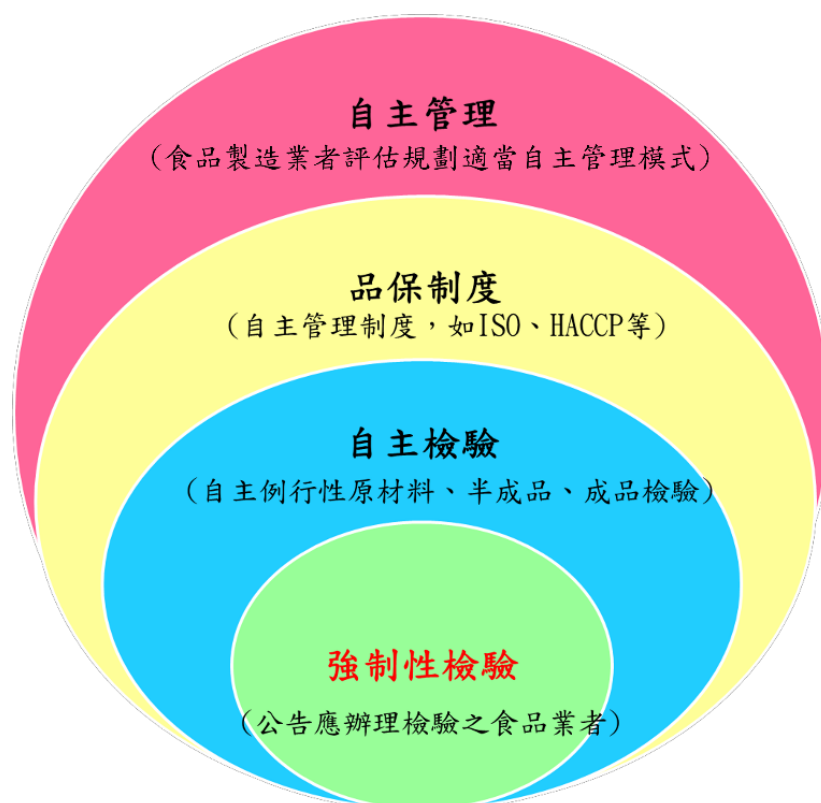 自主管理
（食品製造業者評估規劃適當自主管理模式）
品保制度
（自主管理制度，如ISO、HACCP等）
自主檢驗
（自主例行性原材料、半成品、成品檢驗）
強制性檢驗
（公告應辦理檢驗之食品業者）